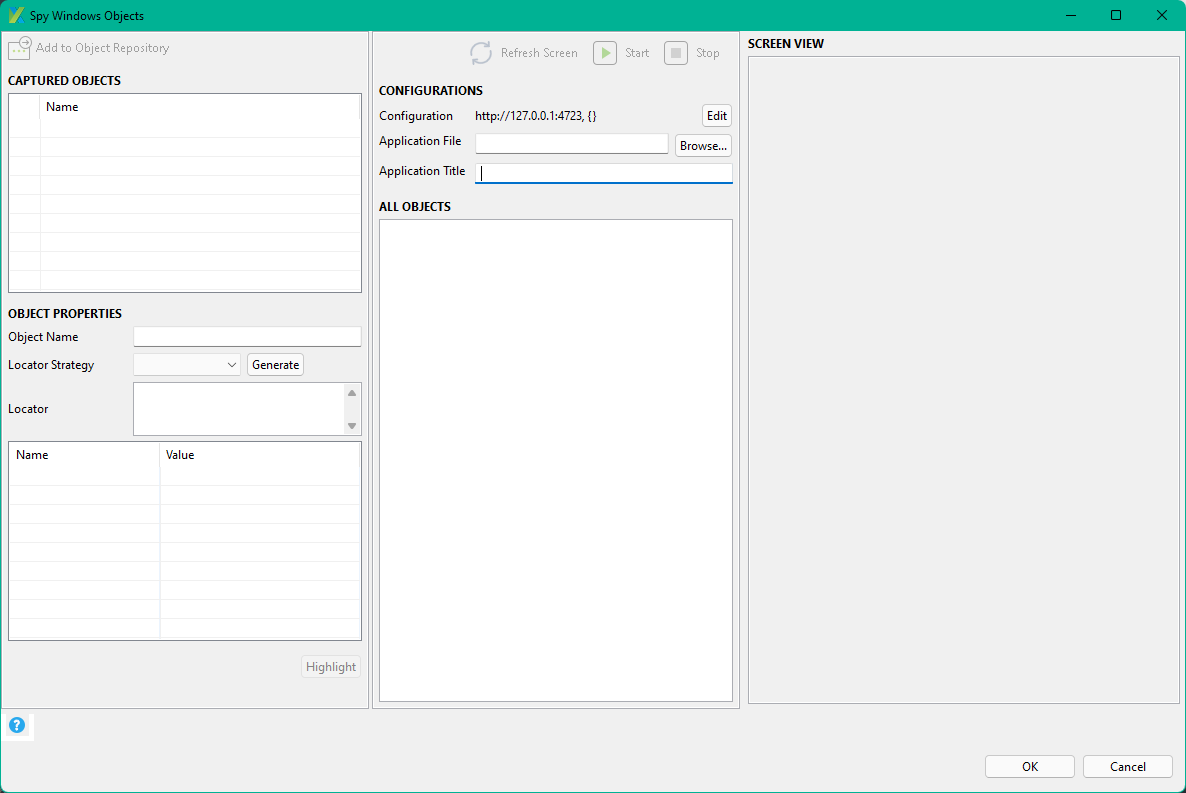 Spy Windows Objects
Add to Object Repository
CAPTURED OBJECTS
Name
OBJECT PROPERTIES
Object Name
Locator Strategy
Generate
Locator
Name Value
Highlight
Refresh Screen Start Stop
CONFIGURATIONS
Configuration http://127.0.0.1:4723, {} Edit
Application File Browse...
Application Title
ALL OBJECTS
SCREEN VIEW
?
OK Cancel